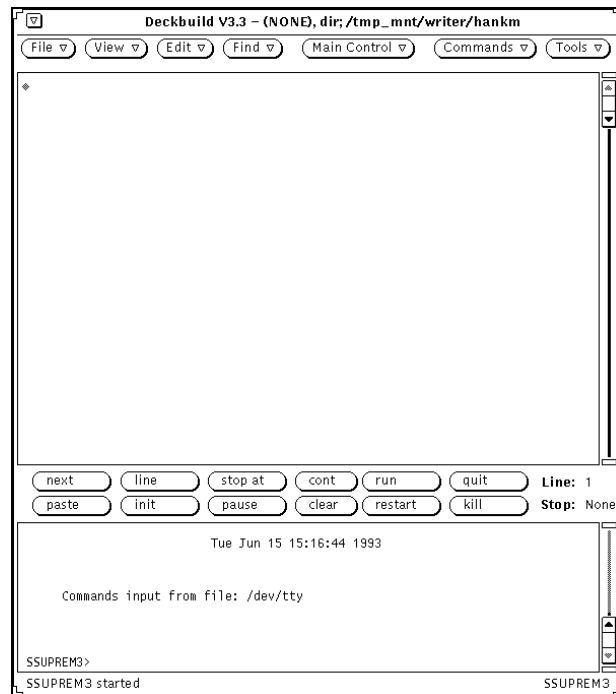 Deckbuild V3.3 – (NONE), dir; /tmp_mnt/writer/hankm
File View Edit Find Main Control Commands Tools
next line stop at cont run quit Line: 1
paste init pause clear restart kill Stop: None
Tue Jun 15 15:16:44 1993
Commands input from file: /dev/tty
SSUPREM3>
SSUPREM3 started SSUPREM3